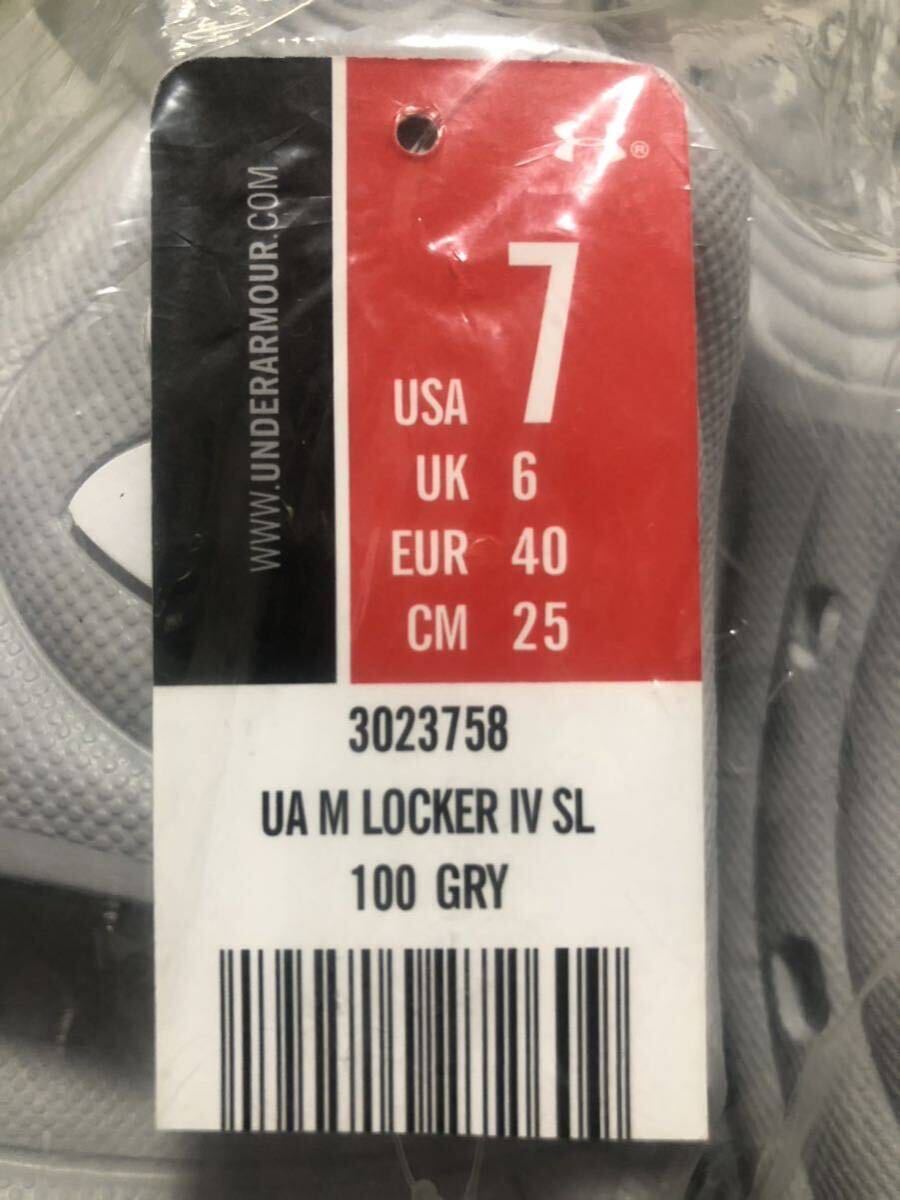 WWW.UNDERARMOUR.COM
®
USA 7
UK 6
EUR 40
CM 25
3023758
UA M LOCKER IV SL
100 GRY